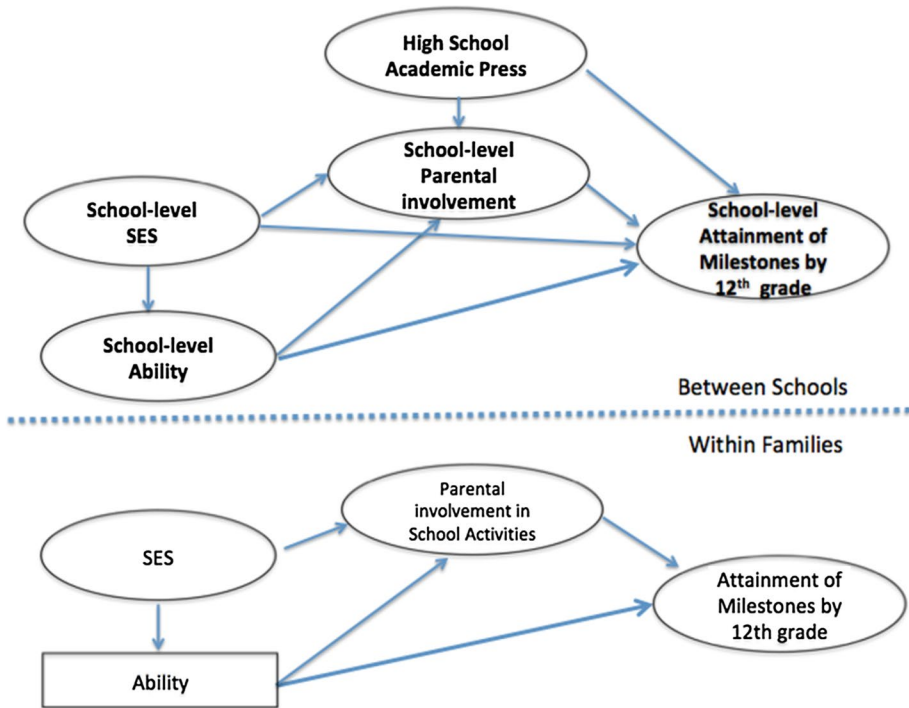 High School
Academic Press
School-level
Parental
involvement
School-level
SES
School-level
Attainment of
Milestones by
12th grade
School-level
Ability
Between Schools
Within Families
Parental
involvement in
School Activities
SES
Attainment of
Milestones by
12th grade
Ability